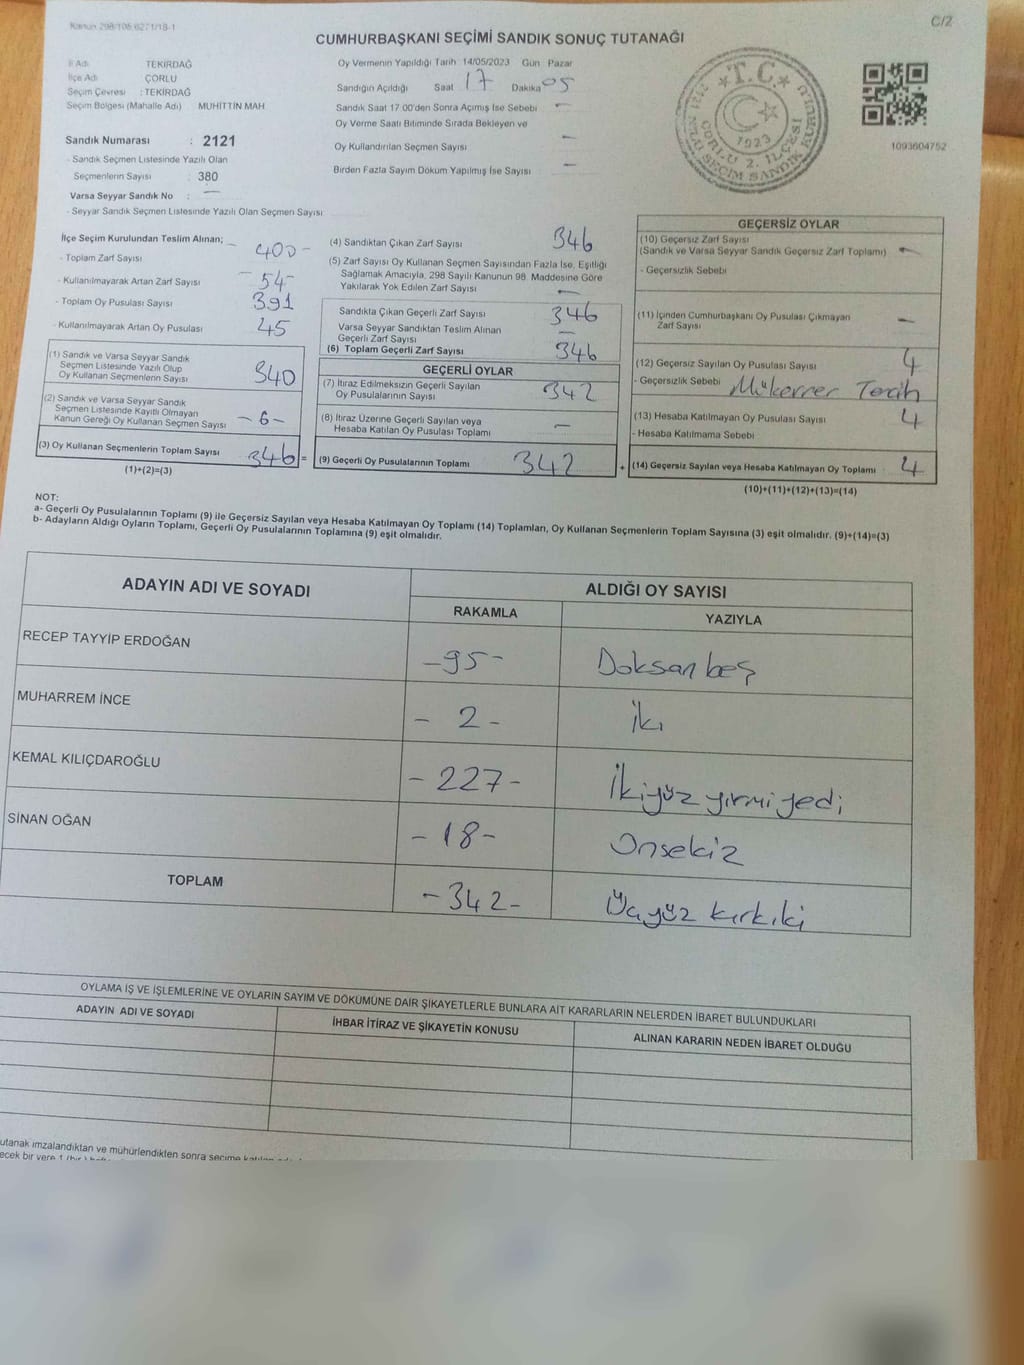 Kanun 298/105 6271/18-1
C/2
CUMHURBAŞKANI SEÇİMİ SANDIK SONUÇ TUTANAĞI
İl Adı TEKİRDAĞ
İlçe Adı ÇORLU
Seçim Çevresi : TEKİRDAĞ
Seçim Bölgesi (Mahalle Adı) MUHİTTİN MAH
Sandık Numarası : 2121
- Sandık Seçmen Listesinde Yazılı Olan
Seçmenlerin Sayısı : 380
Varsa Seyyar Sandık No : —
- Seyyar Sandık Seçmen Listesinde Yazılı Olan Seçmen Sayısı
Oy Vermenin Yapıldığı Tarih 14/05/2023 Gün Pazar
Sandığın Açıldığı Saat 17 Dakika 05
Sandık Saat 17 00'den Sonra Açımış İse Sebebi —
Oy Verme Saati Bitiminde Sırada Bekleyen ve
Oy Kullandırılan Seçmen Sayısı —
Birden Fazla Sayım Döküm Yapılmış İse Sayısı —
T.C.
1923
ÇORLU 2. İLÇESİ
2121 NOLU SEÇİM SANDIK KURULU
1093604752
İlçe Seçim Kurulundan Teslim Alınan;
- Toplam Zarf Sayısı 400 -
- Kullanılmayarak Artan Zarf Sayısı - 54 -
- Toplam Oy Pusulası Sayısı 391
- Kullanılmayarak Artan Oy Pusulası 45
(1) Sandık ve Varsa Seyyar Sandık
Seçmen Listesinde Yazılı Olup
Oy Kullanan Seçmenlerin Sayısı 340
(2) Sandık ve Varsa Seyyar Sandık
Seçmen Listesinde Kayıtlı Olmayan
Kanun Gereği Oy Kullanan Seçmen Sayısı - 6 -
(3) Oy Kullanan Seçmenlerin Toplam Sayısı 346 =
(1)+(2)=(3)
(4) Sandıktan Çıkan Zarf Sayısı 346
(5) Zarf Sayısı Oy Kullanan Seçmen Sayısından Fazla İse, Eşitliği
Sağlamak Amacıyla, 298 Sayılı Kanunun 98. Maddesine Göre
Yakılarak Yok Edilen Zarf Sayısı —
Sandıkta Çıkan Geçerli Zarf Sayısı 346
Varsa Seyyar Sandıktan Teslim Alınan
Geçerli Zarf Sayısı —
(6) Toplam Geçerli Zarf Sayısı 346
GEÇERLİ OYLAR
(7) İtiraz Edilmeksizin Geçerli Sayılan
Oy Pusulalarının Sayısı 342
(8) İtiraz Üzerine Geçerli Sayılan veya
Hesaba Katılan Oy Pusulası Toplamı —
(9) Geçerli Oy Pusulalarının Toplamı 342 +
GEÇERSİZ OYLAR
(10) Geçersiz Zarf Sayısı
(Sandık ve Varsa Seyyar Sandık Geçersiz Zarf Toplamı) —
- Geçersizlik Sebebi
(11) İçinden Cumhurbaşkanı Oy Pusulası Çıkmayan
Zarf Sayısı —
(12) Geçersiz Sayılan Oy Pusulası Sayısı 4
- Geçersizlik Sebebi Mükerrer Tercih
(13) Hesaba Katılmayan Oy Pusulası Sayısı 4
- Hesaba Katılmama Sebebi
(14) Geçersiz Sayılan veya Hesaba Katılmayan Oy Toplamı 4
(10)+(11)+(12)+(13)=(14)
NOT:
a- Geçerli Oy Pusulalarının Toplamı (9) ile Geçersiz Sayılan veya Hesaba Katılmayan Oy Toplamı (14) Toplamları, Oy Kullanan Seçmenlerin Toplam Sayısına (3) eşit olmalıdır. (9)+(14)=(3)
b- Adayların Aldığı Oyların Toplamı, Geçerli Oy Pusulalarının Toplamına (9) eşit olmalıdır.
ADAYIN ADI VE SOYADI
ALDIĞI OY SAYISI
RAKAMLA YAZIYLA
RECEP TAYYİP ERDOĞAN - 95 - Doksan beş
MUHARREM İNCE - 2 - İki
KEMAL KILIÇDAROĞLU - 227 - İkiyüz yirmi yedi
SİNAN OĞAN - 18 - Onsekiz
TOPLAM - 342 - Üçyüz kırkiki
OYLAMA İŞ VE İŞLEMLERİNE VE OYLARIN SAYIM VE DÖKÜMÜNE DAİR ŞİKAYETLERLE BUNLARA AİT KARARLARIN NELERDEN İBARET BULUNDUKLARI
ADAYIN ADI VE SOYADI İHBAR İTİRAZ VE ŞİKAYETİN KONUSU ALINAN KARARIN NEDEN İBARET OLDUĞU
utanak imzalandıktan ve mühürlendikten sonra seçime
ecek bir yere 1